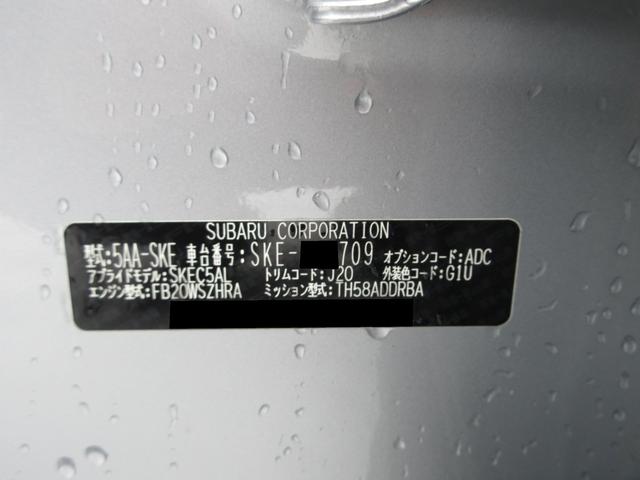 SUBARU CORPORATION
型式:5AA-SKE 車台番号:SKE- 709 オプションコード:ADC
アプライドモデル:SKEC5AL トリムコード:J20 外装色コード:G1U
エンジン型式:FB20WSZHRA ミッション型式:TH58ADDRBA